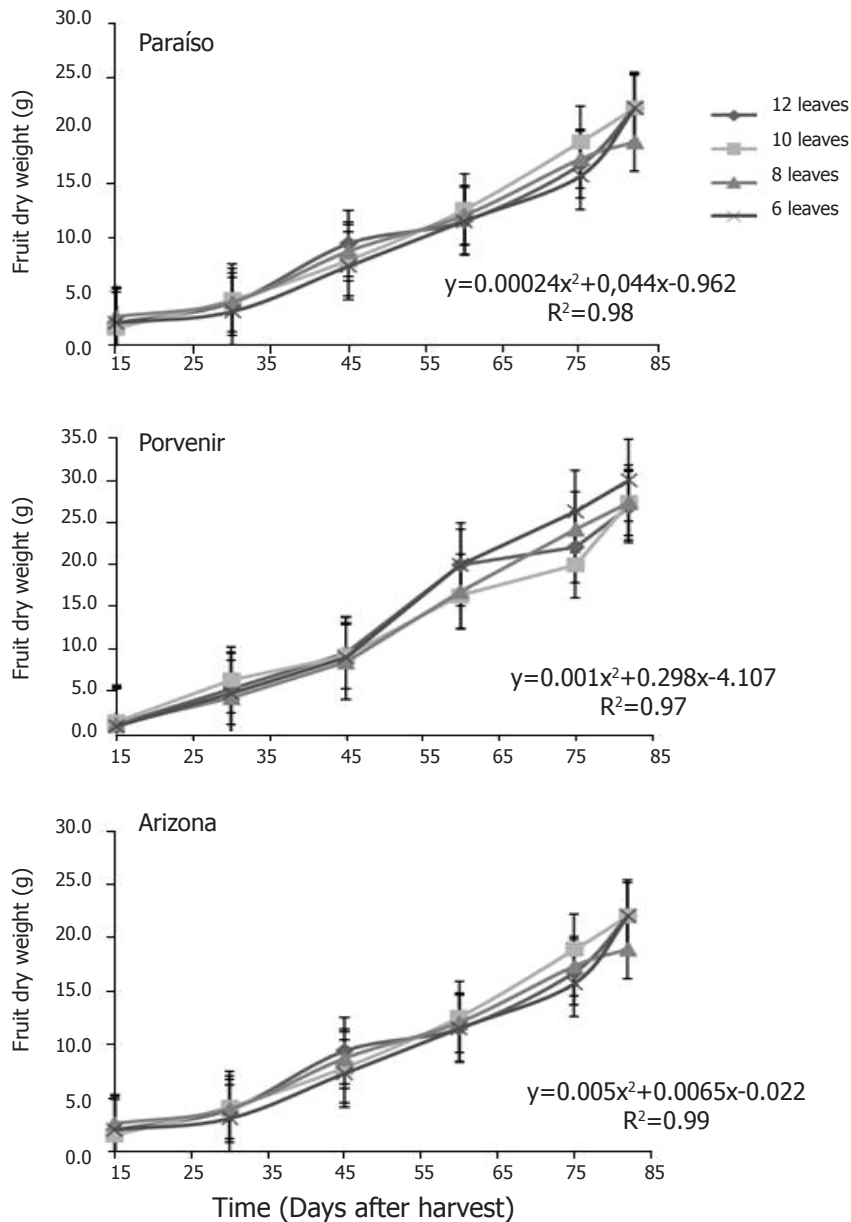 Paraíso
Fruit dry weight (g)
30.0
25.0
20.0
15.0
10.0
5.0
0.0
15 25 35 45 55 65 75 85
12 leaves
10 leaves
8 leaves
6 leaves
y=0.00024x²+0,044x-0.962
R²=0.98
Porvenir
Fruit dry weight (g)
35.0
30.0
25.0
20.0
15.0
10.0
5.0
0.0
15 25 35 45 55 65 75 85
y=0.001x²+0.298x-4.107
R²=0.97
Arizona
Fruit dry weight (g)
30.0
25.0
20.0
15.0
10.0
5.0
0.0
15 25 35 45 55 65 75 85
y=0.005x²+0.0065x-0.022
R²=0.99
Time (Days after harvest)